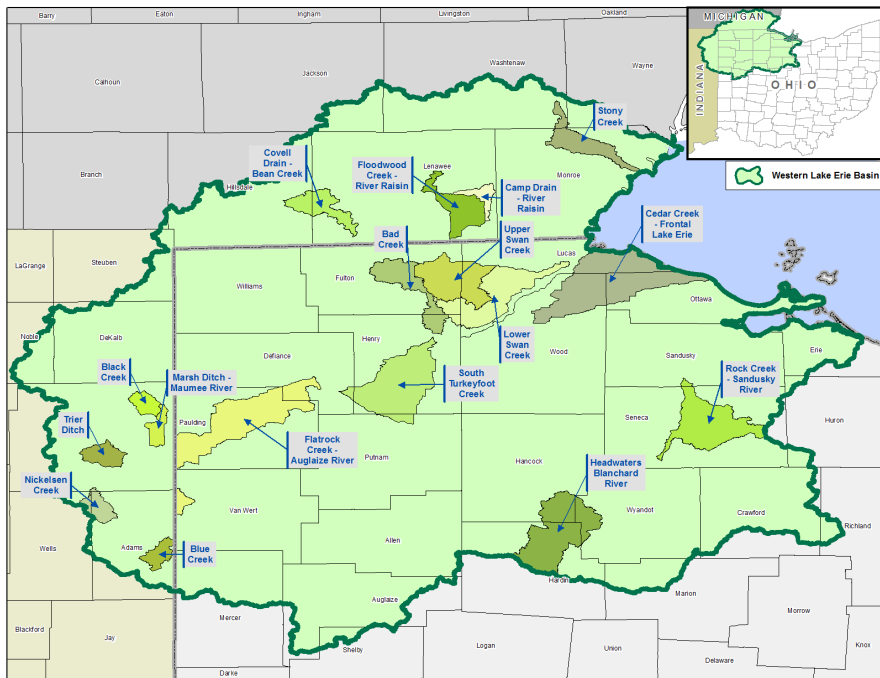 Barry
Eaton
Ingham
Livingston
Oakland
MICHIGAN
INDIANA
OHIO
Western Lake Erie Basin
Calhoun
Jackson
Washtenaw
Wayne
Stony
Creek
Covell
Drain -
Bean Creek
Floodwood
Creek -
River Raisin
Lenawee
Monroe
Branch
Hillsdale
Camp Drain
- River
Raisin
Cedar Creek
- Frontal
Lake Erie
Bad
Creek
Upper
Swan
Creek
Lucas
LaGrange
Steuben
Williams
Fulton
Ottawa
Noble
DeKalb
Defiance
Henry
Lower
Swan
Creek
Wood
Sandusky
Erie
Black
Creek
Marsh Ditch -
Maumee River
South
Turkeyfoot
Creek
Rock Creek
- Sandusky
River
Huron
Trier
Ditch
Paulding
Flatrock
Creek -
Auglaize River
Putnam
Seneca
Hancock
Nickelsen
Creek
Headwaters
Blanchard
River
Van Wert
Wyandot
Crawford
Richland
Wells
Adams
Blue
Creek
Allen
Hardin
Marion
Auglaize
Mercer
Morrow
Blackford
Jay
Shelby
Logan
Union
Knox
Delaware
Darke